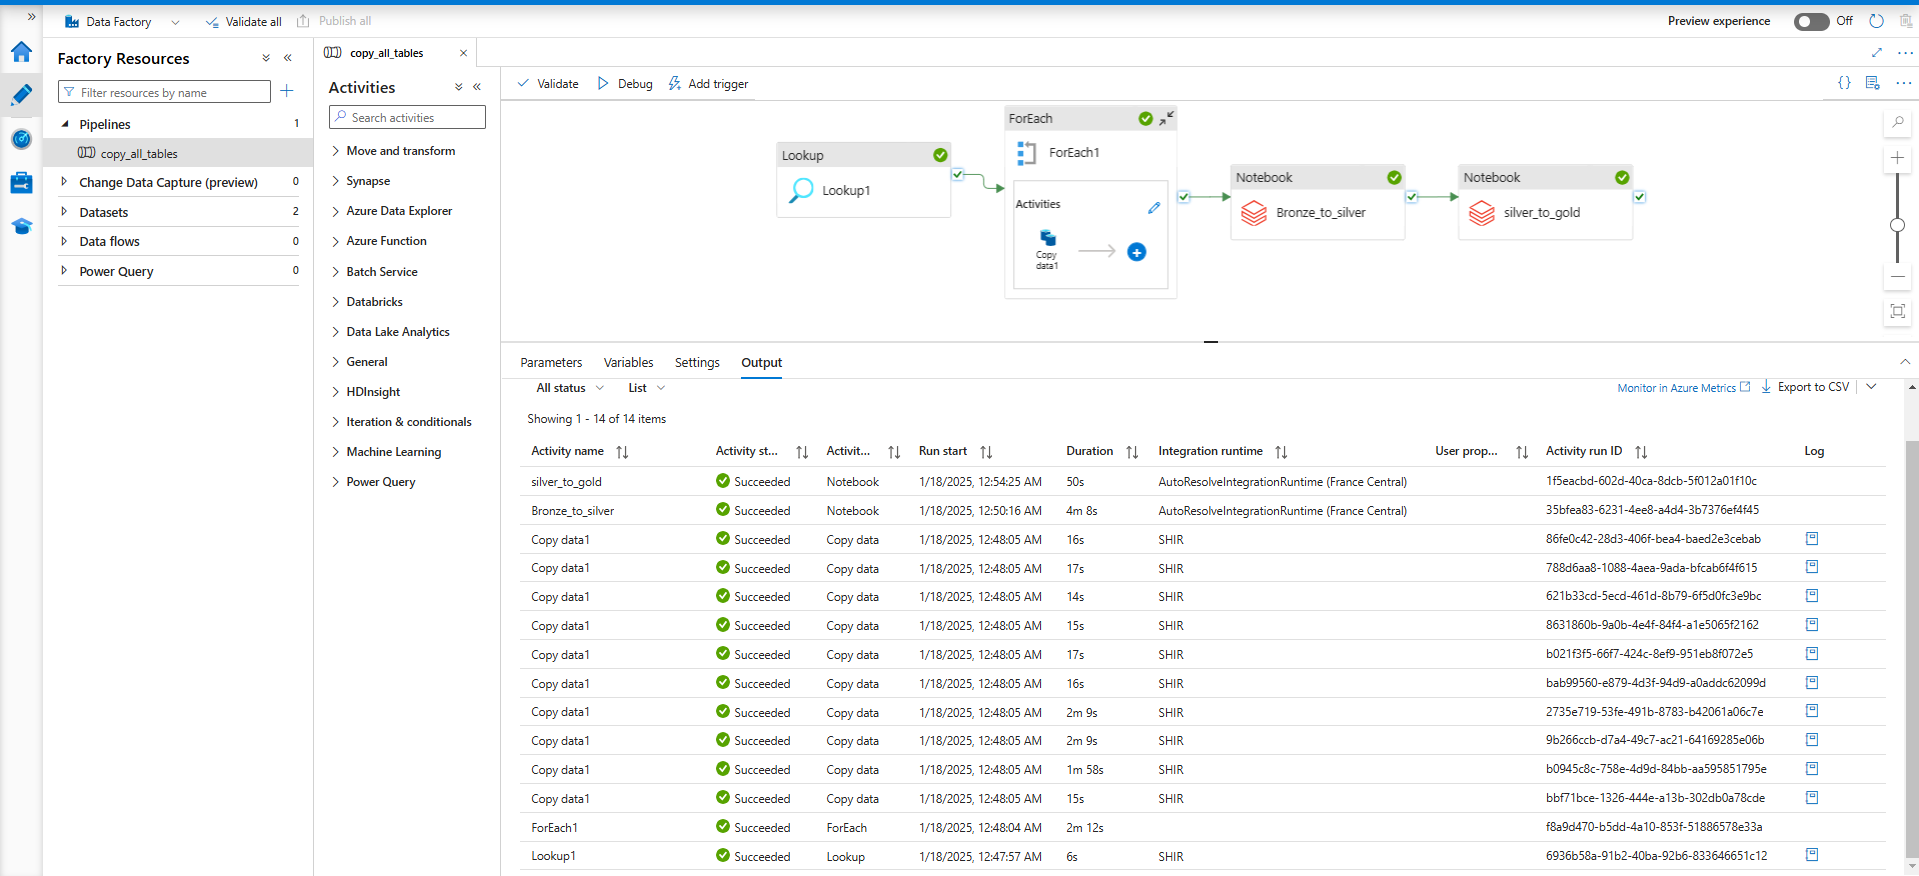 Data Factory Validate all Publish all Preview experience Off
Factory Resources
Filter resources by name
Pipelines 1
copy_all_tables
Change Data Capture (preview) 0
Datasets 2
Data flows 0
Power Query 0
copy_all_tables
Activities
Search activities
Move and transform
Synapse
Azure Data Explorer
Azure Function
Batch Service
Databricks
Data Lake Analytics
General
HDInsight
Iteration & conditionals
Machine Learning
Power Query
Validate Debug Add trigger
Lookup
Lookup1
ForEach
ForEach1
Activities
Copy
data1
Notebook
Bronze_to_silver
Notebook
silver_to_gold
Parameters Variables Settings Output
All status List Monitor in Azure Metrics Export to CSV
Showing 1 - 14 of 14 items
Activity name Activity st... Activit... Run start Duration Integration runtime User prop... Activity run ID Log
silver_to_gold Succeeded Notebook 1/18/2025, 12:54:25 AM 50s AutoResolveIntegrationRuntime (France Central) 1f5eacbd-602d-40ca-8dcb-5f012a01f10c
Bronze_to_silver Succeeded Notebook 1/18/2025, 12:50:16 AM 4m 8s AutoResolveIntegrationRuntime (France Central) 35bfea83-6231-4ee8-a4d4-3b7376ef4f45
Copy data1 Succeeded Copy data 1/18/2025, 12:48:05 AM 16s SHIR 86fe0c42-28d3-406f-bea4-baed2e3cebab
Copy data1 Succeeded Copy data 1/18/2025, 12:48:05 AM 17s SHIR 788d6aa8-1088-4aea-9ada-bfcab6f4f615
Copy data1 Succeeded Copy data 1/18/2025, 12:48:05 AM 14s SHIR 621b33cd-5ecd-461d-8b79-6f5d0fc3e9bc
Copy data1 Succeeded Copy data 1/18/2025, 12:48:05 AM 15s SHIR 8631860b-9a0b-4e4f-84f4-a1e5065f2162
Copy data1 Succeeded Copy data 1/18/2025, 12:48:05 AM 17s SHIR b021f3f5-66f7-424c-8ef9-951eb8f072e5
Copy data1 Succeeded Copy data 1/18/2025, 12:48:05 AM 16s SHIR bab99560-e879-4d3f-94d9-a0addc62099d
Copy data1 Succeeded Copy data 1/18/2025, 12:48:05 AM 2m 9s SHIR 2735e719-53fe-491b-8783-b42061a06c7e
Copy data1 Succeeded Copy data 1/18/2025, 12:48:05 AM 2m 9s SHIR 9b266ccb-d7a4-49c7-ac21-64169285e06b
Copy data1 Succeeded Copy data 1/18/2025, 12:48:05 AM 1m 58s SHIR b0945c8c-758e-4d9d-84bb-aa595851795e
Copy data1 Succeeded Copy data 1/18/2025, 12:48:05 AM 15s SHIR bbf71bce-1326-444e-a13b-302db0a78cde
ForEach1 Succeeded ForEach 1/18/2025, 12:48:04 AM 2m 12s f8a9d470-b5dd-4a10-853f-51886578e33a
Lookup1 Succeeded Lookup 1/18/2025, 12:47:57 AM 6s SHIR 6936b58a-91b2-40ba-92b6-833646651c12